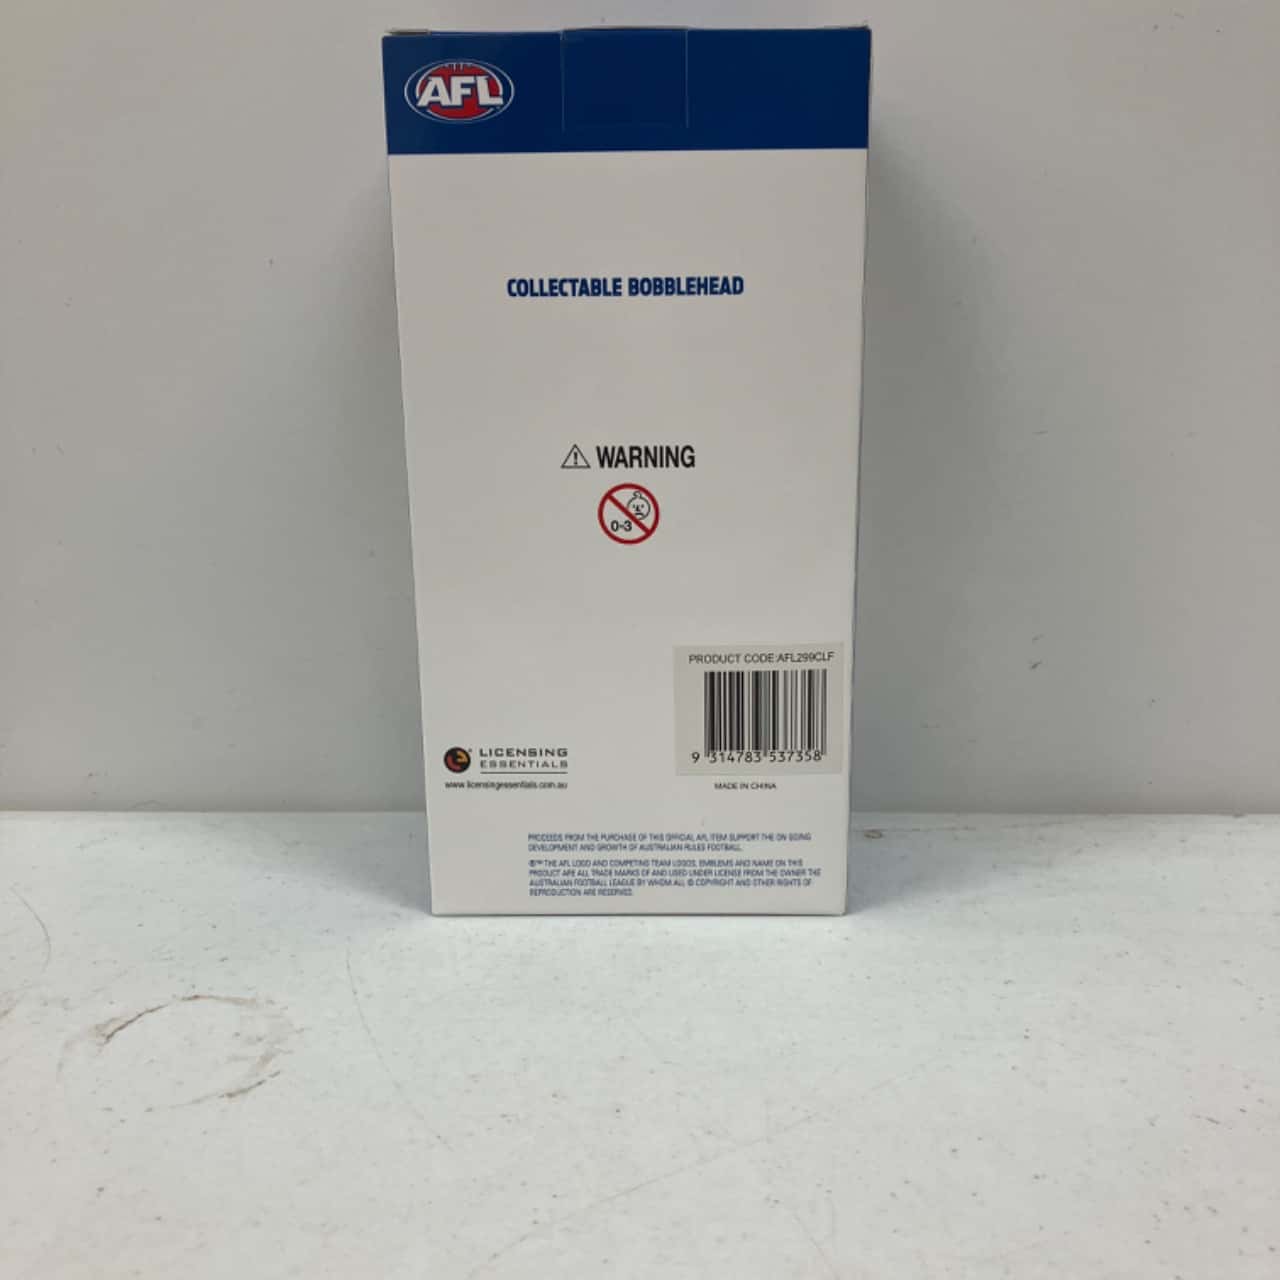 AFL
COLLECTABLE BOBBLEHEAD
WARNING
0-3
PRODUCT CODE:AFL299CLF
9 314783 537358
LICENSING
ESSENTIALS
www.licensingessentials.com.au
MADE IN CHINA
PROCEEDS FROM THE PURCHASE OF THIS OFFICIAL AFL ITEM SUPPORT THE ON GOING
DEVELOPMENT AND GROWTH OF AUSTRALIAN RULES FOOTBALL.
®™ THE AFL LOGO AND COMPETING TEAM LOGOS, EMBLEMS AND NAME ON THIS
PRODUCT ARE ALL TRADE MARKS OF AND USED UNDER LICENSE FROM THE OWNER THE
AUSTRALIAN FOOTBALL LEAGUE BY WHOM ALL © COPYRIGHT AND OTHER RIGHTS OF
REPRODUCTION ARE RESERVED.